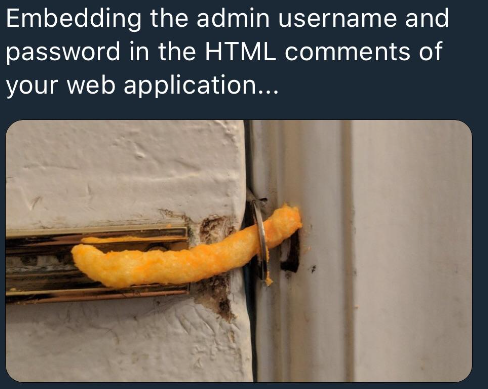 Embedding the admin username and
password in the HTML comments of
your web application...